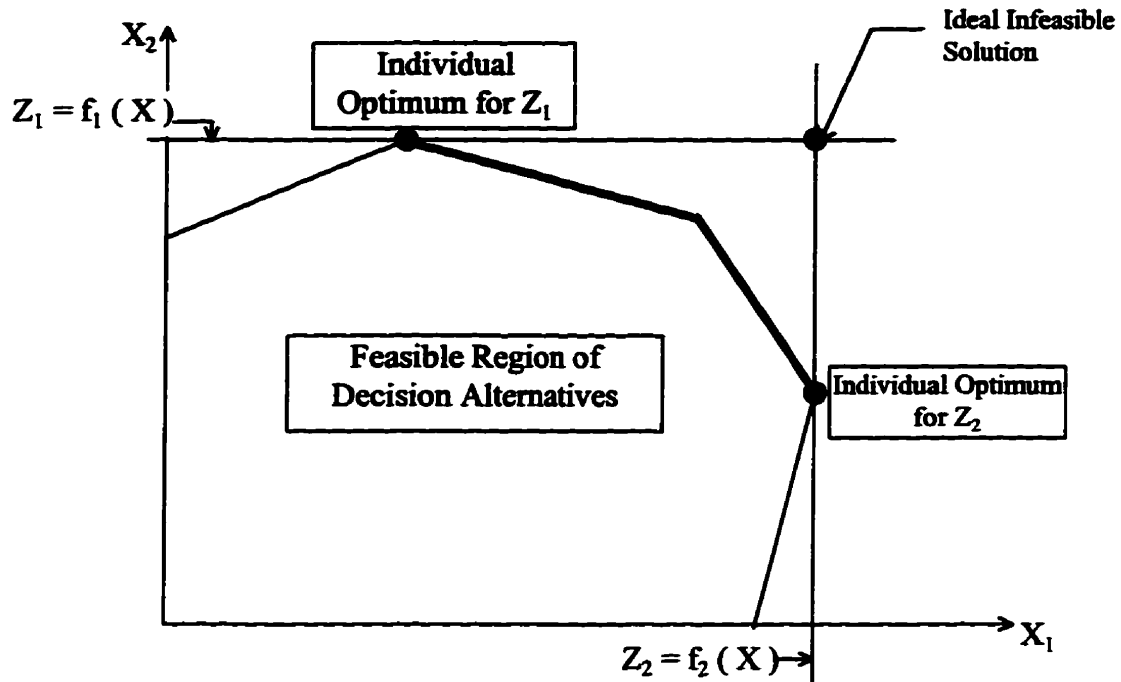 Ideal Infeasible
Solution
X₂
Individual
Optimum for Z₁
Z₁ = f₁ ( X )
Feasible Region of
Decision Alternatives
Individual Optimum
for Z₂
X₁
Z₂ = f₂ ( X )